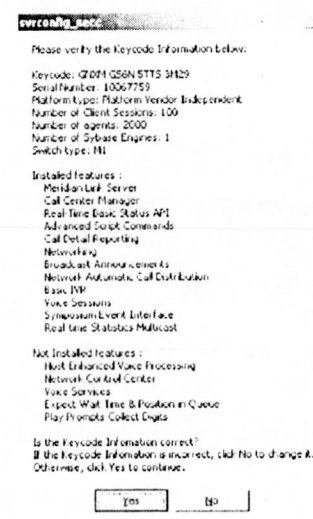 svrconfig_secc
Please verify the Keycode Information below:
Keycode: GS6N 5TTS 3M29
Serial Number: 10067759
Platform type: Platform Vendor Independent
Number of Client Sessions: 100
Number of agents: 2000
Number of Sybase Engines: 1
Switch type: M1
Installed features :
Meridian Link Server
Call Center Manager
Real-Time Basic Status API
Advanced Script Commands
Call Detail Reporting
Networking
Broadcast Announcements
Network Automatic Call Distribution
Basic IVR
Voice Sessions
Symposium Event Interface
Real time Statistics Multicast
Not Installed features :
Host Enhanced Voice Processing
Network Control Center
Voice Services
Expect Wait Time & Position in Queue
Play Prompts Collect Digits
Is the Keycode Infomation correct?
If the Keycode Information is incorrect, click No to change it.
Otherwise, click Yes to continue.
Yes No